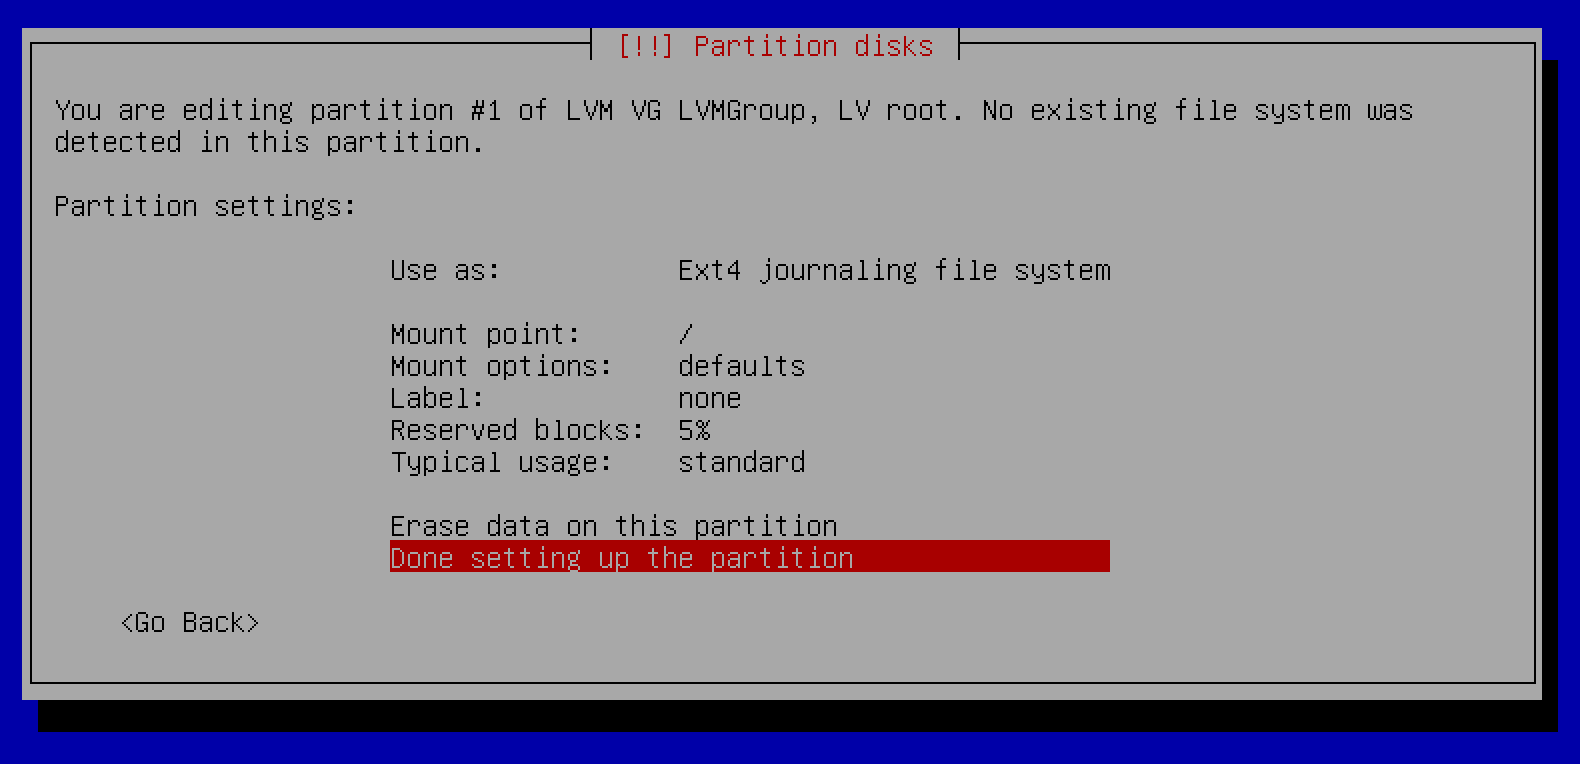 [!!] Partition disks
You are editing partition #1 of LVM VG LVMGroup, LV root. No existing file system was
detected in this partition.
Partition settings:
Use as: Ext4 journaling file system
Mount point: /
Mount options: defaults
Label: none
Reserved blocks: 5%
Typical usage: standard
Erase data on this partition
Done setting up the partition
<Go Back>